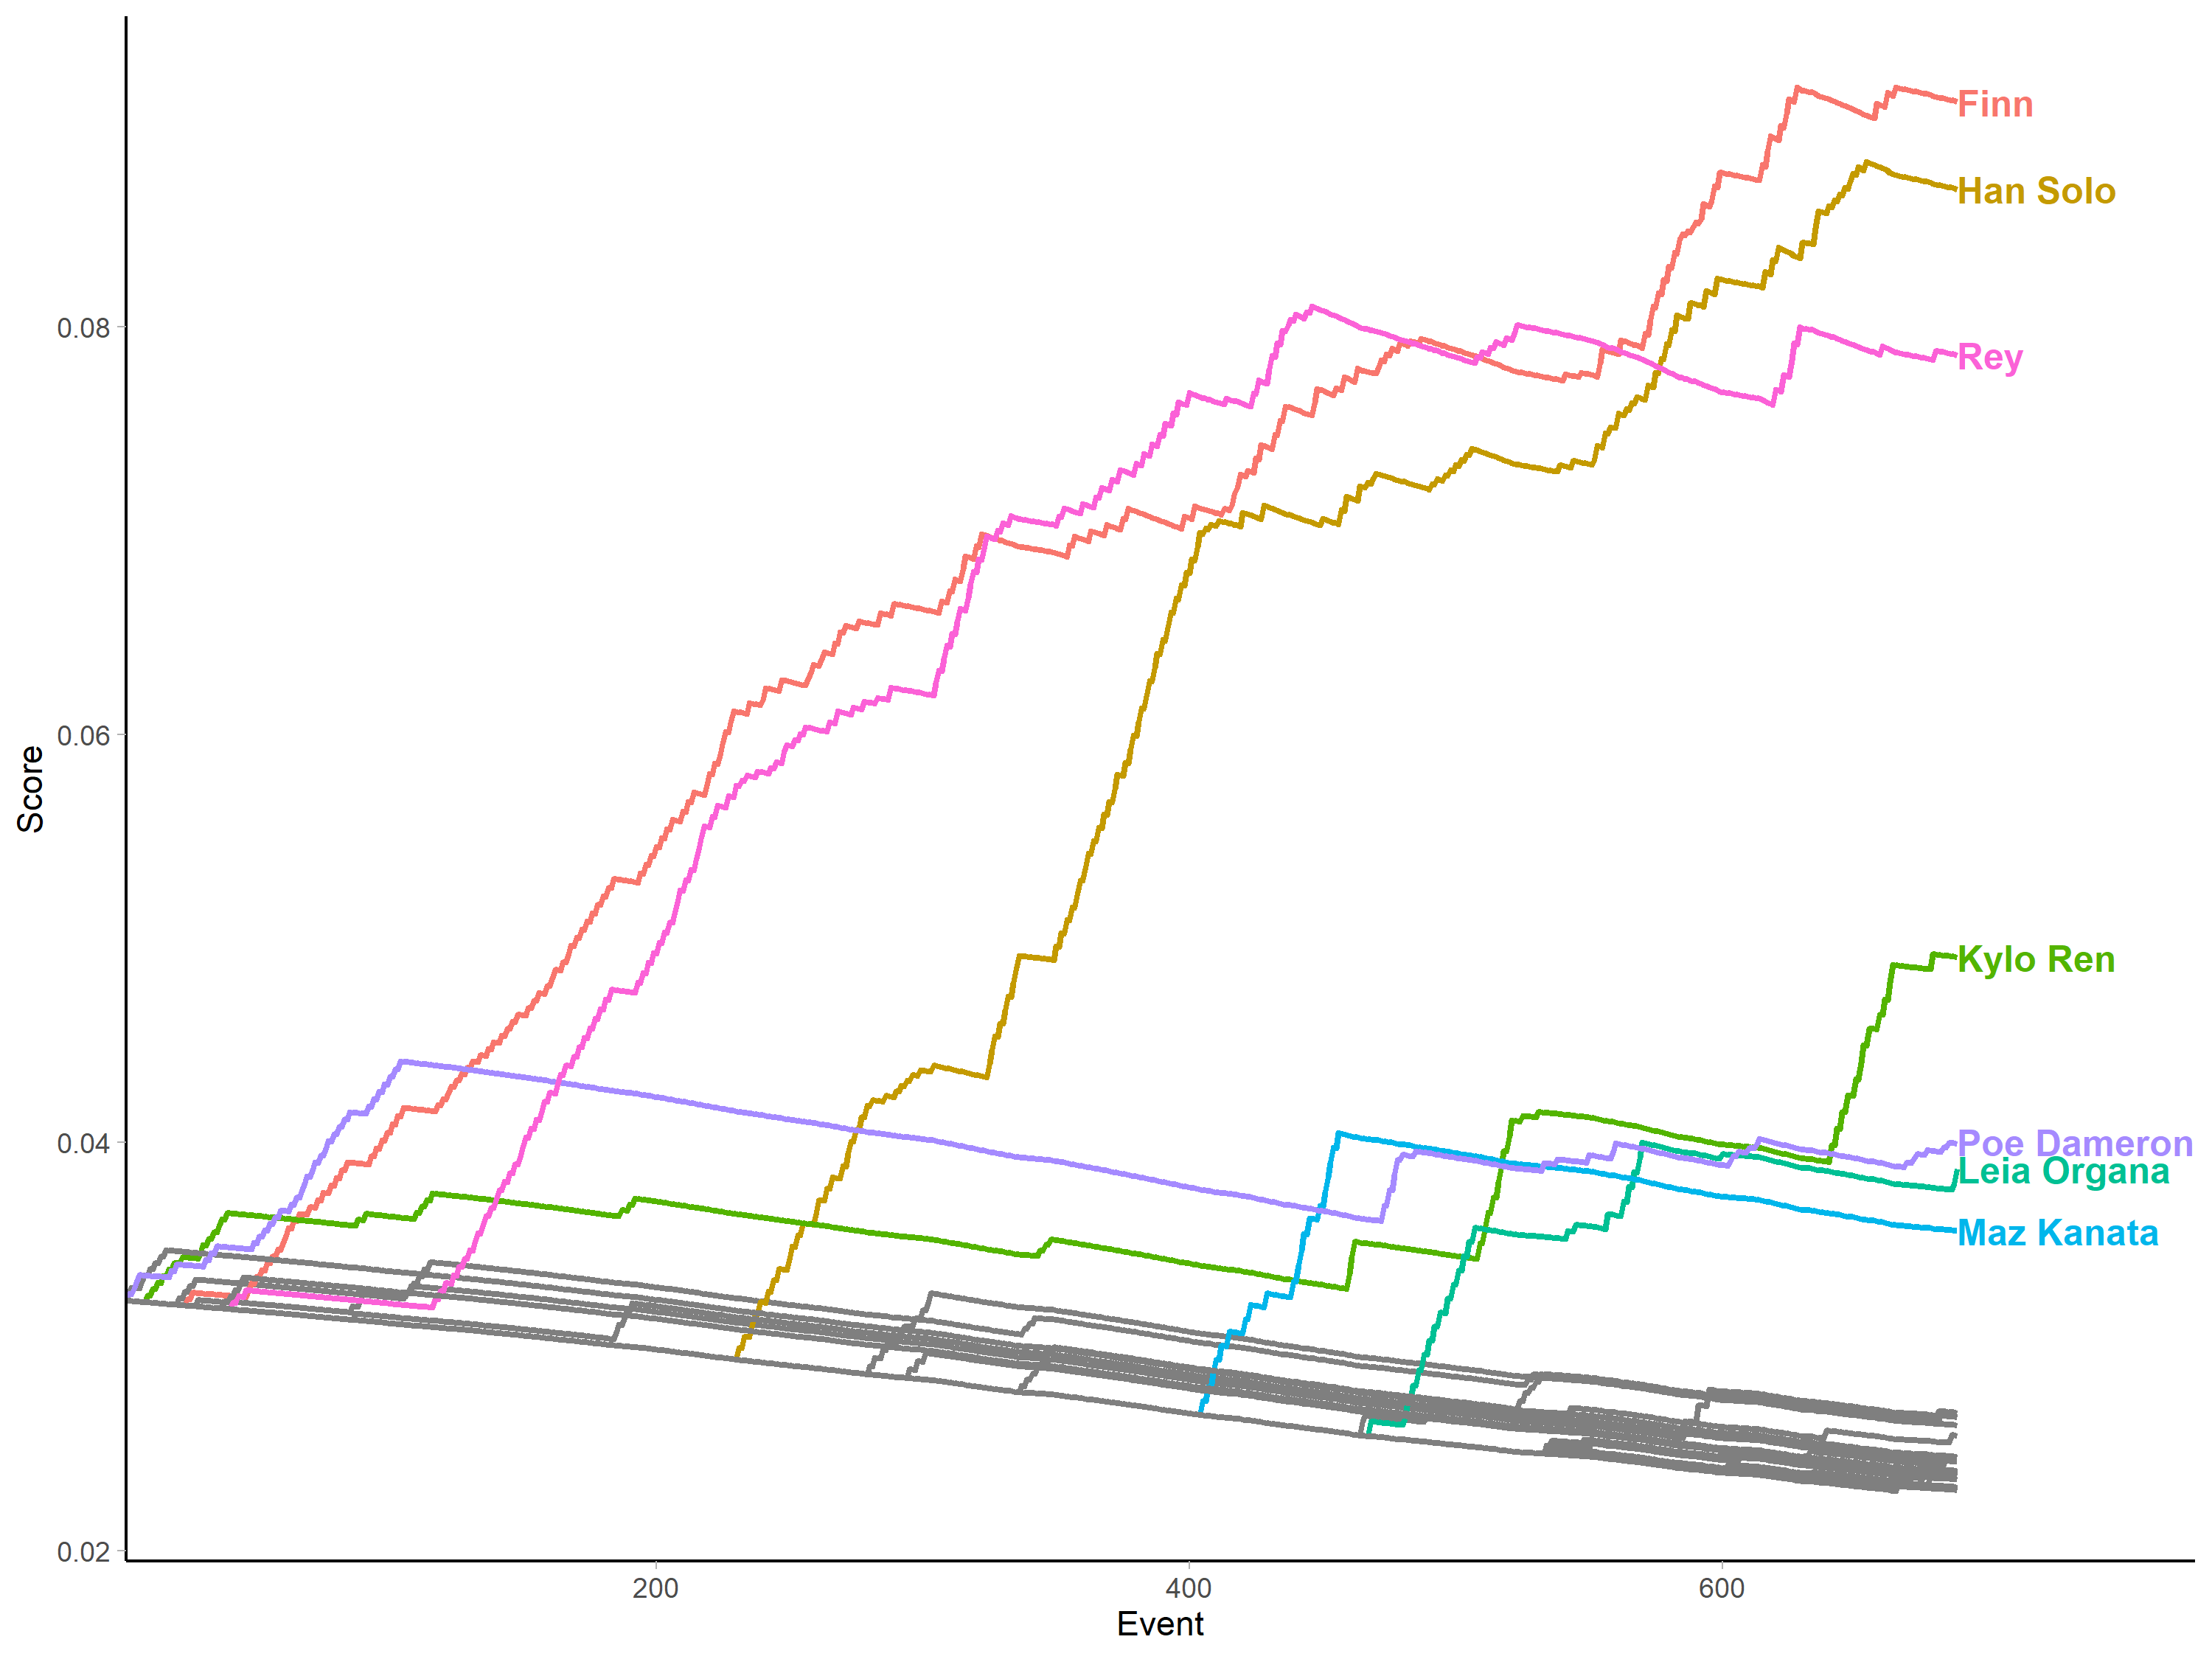 Finn
Han Solo
0.08
Rey
0.06
Score
Kylo Ren
0.04
Poe Dameron
Leia Organa
Maz Kanata
0.02
200
400
600
Event